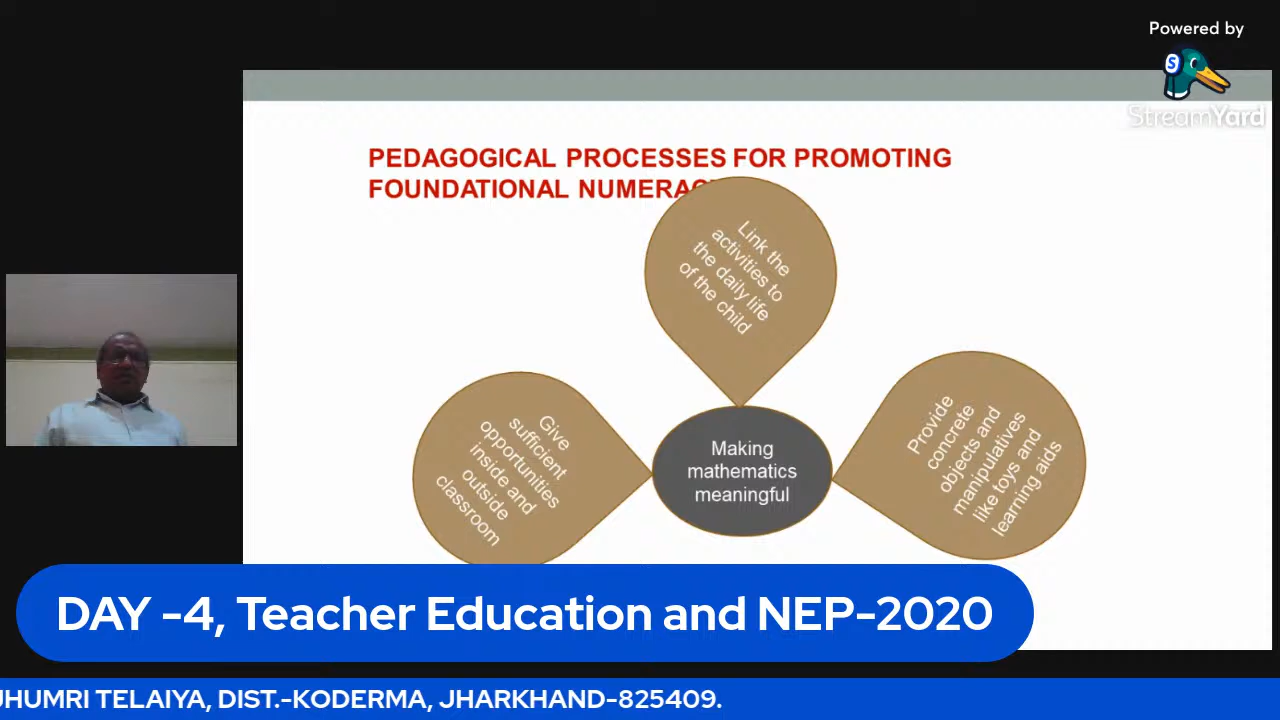 Powered by
S
StreamYard
PEDAGOGICAL PROCESSES FOR PROMOTING
FOUNDATIONAL NUMERAC
Link the
activities to
the daily life
of the child
Give
sufficient
opportunities
inside and
outside
classroom
Making
mathematics
meaningful
Provide
concrete
objects and
manipulatives
like toys and
learning aids
DAY -4, Teacher Education and NEP-2020
JHUMRI TELAIYA, DIST.-KODERMA, JHARKHAND-825409.